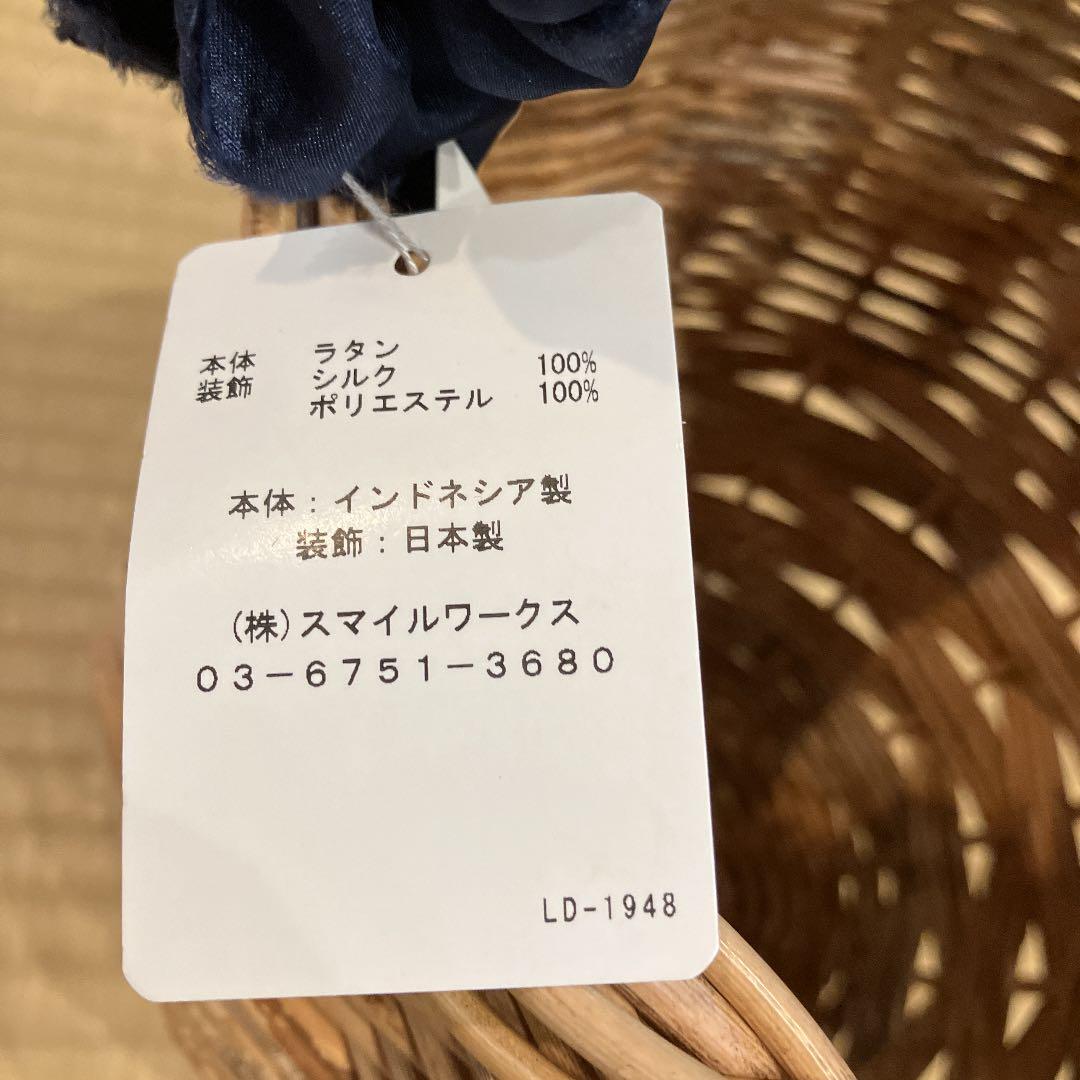 本体 ラタン 100%
装飾 シルク 100%
ポリエステル
本体：インドネシア製
装飾：日本製
(株)スマイルワークス
０３－６７５１－３６８０
LD-1948